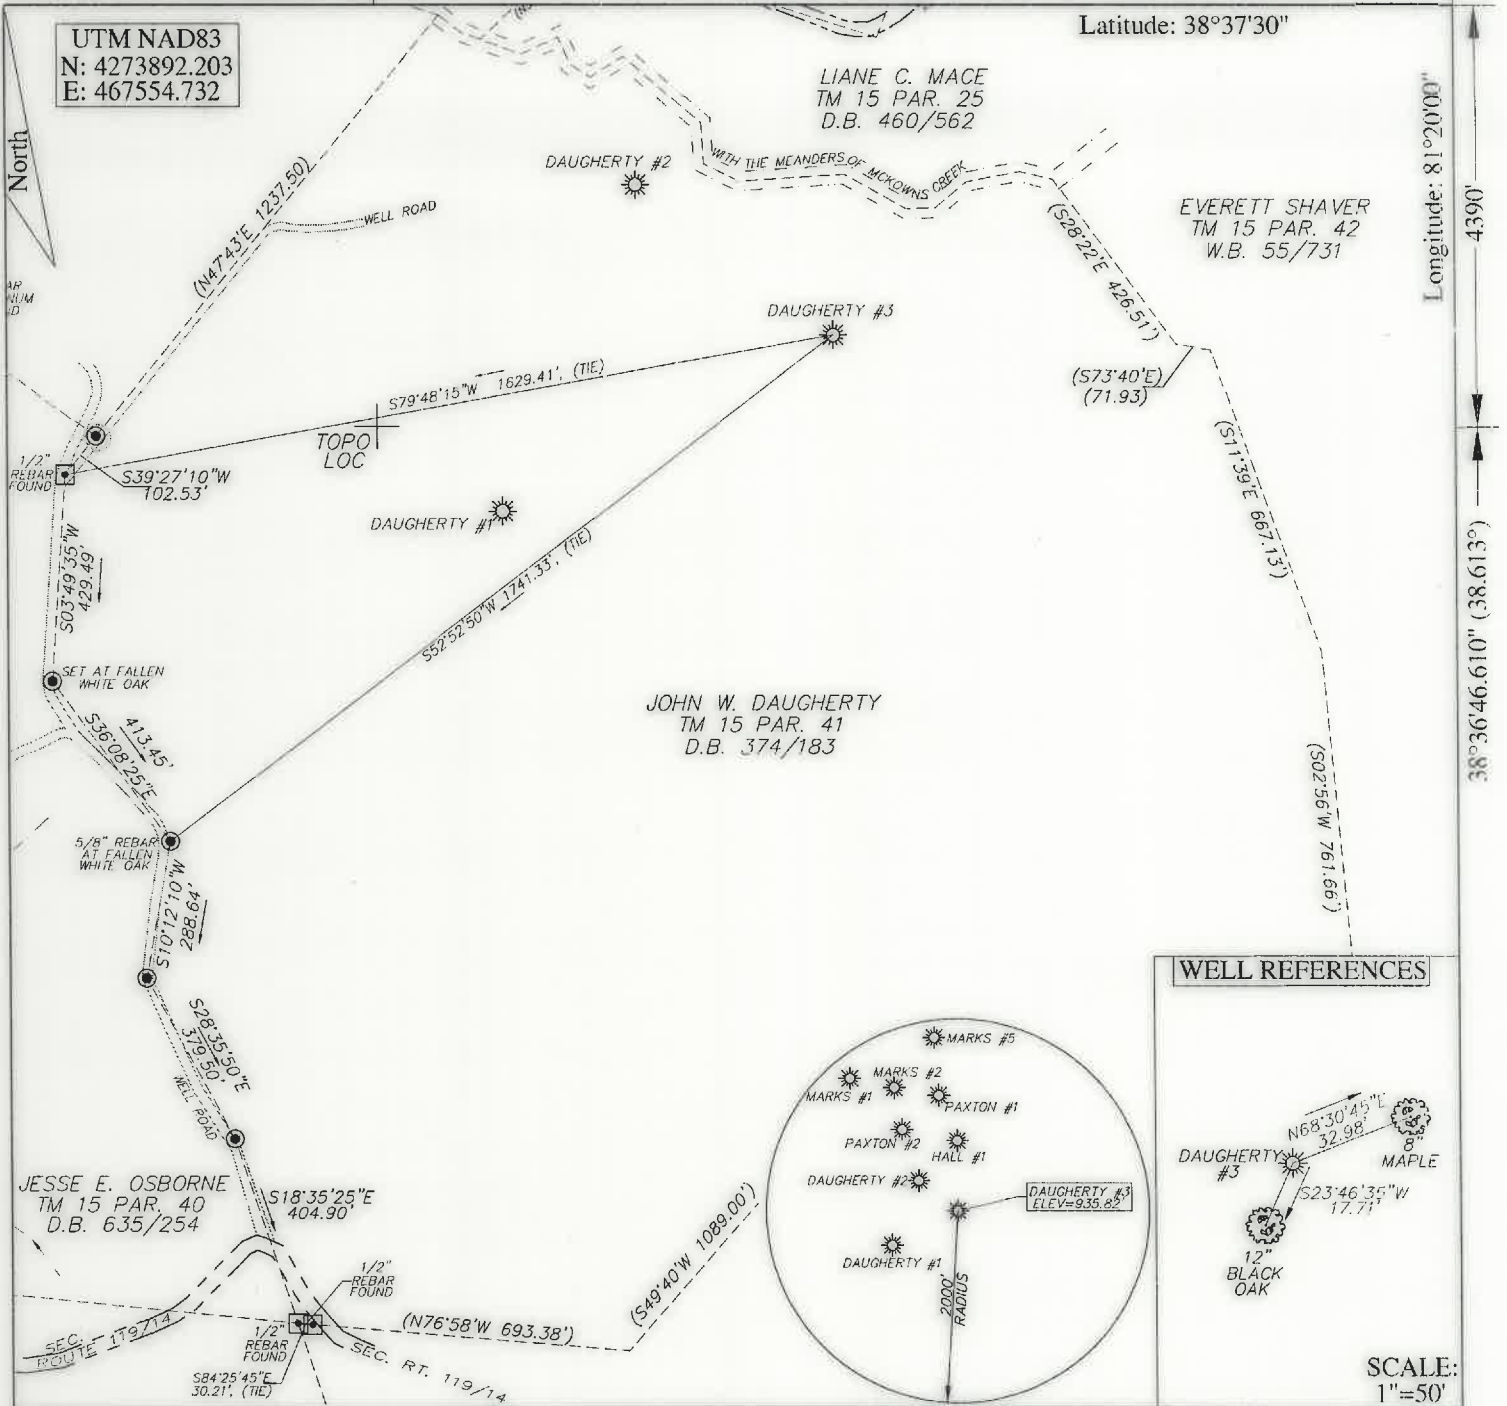 UTM NAD83
N: 4273892.203
E: 467554.732
Latitude: 38°37'30"
Longitude: 81°20'00"
4390'
38°36'46.610" (38.613°)
North
LIANE C. MACE
TM 15 PAR. 25
D.B. 460/562
DAUGHERTY #2
WITH THE MEANDERS OF MCKOWNS CREEK
EVERETT SHAVER
TM 15 PAR. 42
W.B. 55/731
(N47°43'E 1237.50)
WELL ROAD
(S28°22'E 426.51')
DAUGHERTY #3
S79°48'15"W 1629.41', (TIE)
(S73°40'E)
(71.93)
TOPO
LOC
1/2"
REBAR
FOUND
S39°27'10"W
102.53'
(S11°39'E 667.13')
DAUGHERTY #1
S03°49'35"W
429.49'
S52°52'50"W 1741.33', (TIE)
SET AT FALLEN
WHITE OAK
413.45'
S36°08'25"E
JOHN W. DAUGHERTY
TM 15 PAR. 41
D.B. 374/183
(S02°56'W 761.66')
5/8" REBAR
AT FALLEN
WHITE OAK
S10°12'10"W
288.64'
S28°35'50"E
379.50'
WELL ROAD
JESSE E. OSBORNE
TM 15 PAR. 40
D.B. 635/254
S18°35'25"E
404.90'
1/2"
REBAR
FOUND
1/2"
REBAR
FOUND
S84°25'45"E
30.21', (TIE)
SEC.
ROUTE 119/14
SEC. RT. 119/14
(N76°58'W 693.38')
(S49°40'W 1089.00')
MARKS #5
MARKS #2
MARKS #1
PAXTON #1
PAXTON #2
HALL #1
DAUGHERTY #2
DAUGHERTY #3
ELEV=935.82'
DAUGHERTY #1
2000'
RADIUS
WELL REFERENCES
N68°30'45"E
32.98'
8"
MAPLE
DAUGHERTY
#3
S23°46'35"W
17.71'
12"
BLACK
OAK
SCALE:
1"=50'